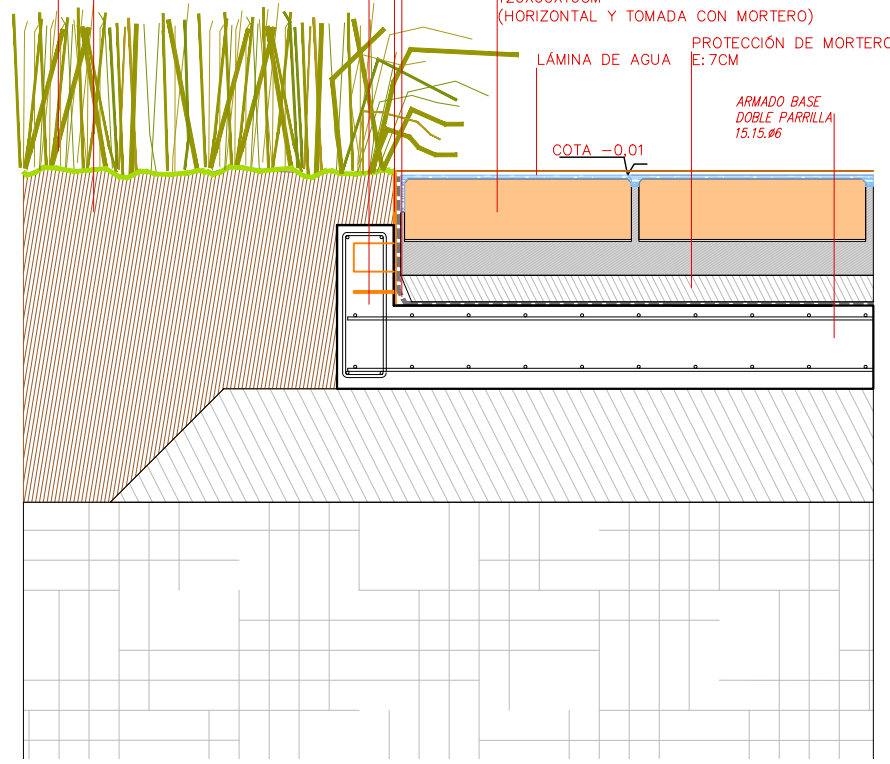 (HORIZONTAL Y TOMADA CON MORTERO)
LÁMINA DE AGUA
PROTECCIÓN DE MORTERO
E: 7CM
ARMADO BASE
DOBLE PARRILLA
15.15.ø6
COTA -0,01